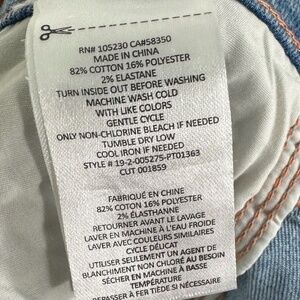 RN# 105230 CA#58350
MADE IN CHINA
82% COTTON 16% POLYESTER
2% ELASTANE
TURN INSIDE OUT BEFORE WASHING
MACHINE WASH COLD
WITH LIKE COLORS
GENTLE CYCLE
ONLY NON-CHLORINE BLEACH IF NEEDED
TUMBLE DRY LOW
COOL IRON IF NEEDED
STYLE # 19-2-005275-PT01363
CUT 001859
FABRIQUÉ EN CHINE
82% COTON 16% POLYESTER
2% ÉLASTHANNE
RETOURNER AVANT LE LAVAGE
LAVER EN MACHINE À L'EAU FROIDE
LAVER AVEC COULEURS SIMILAIRES
CYCLE DÉLICAT
UTILISER SEULEMENT UN AGENT DE
BLANCHIMENT NON CHLORÉ AU BESOIN
SÉCHER EN MACHINE À BASSE
TEMPÉRATURE
REPASSER À FER TIÈDE SI NÉCESSAIRE